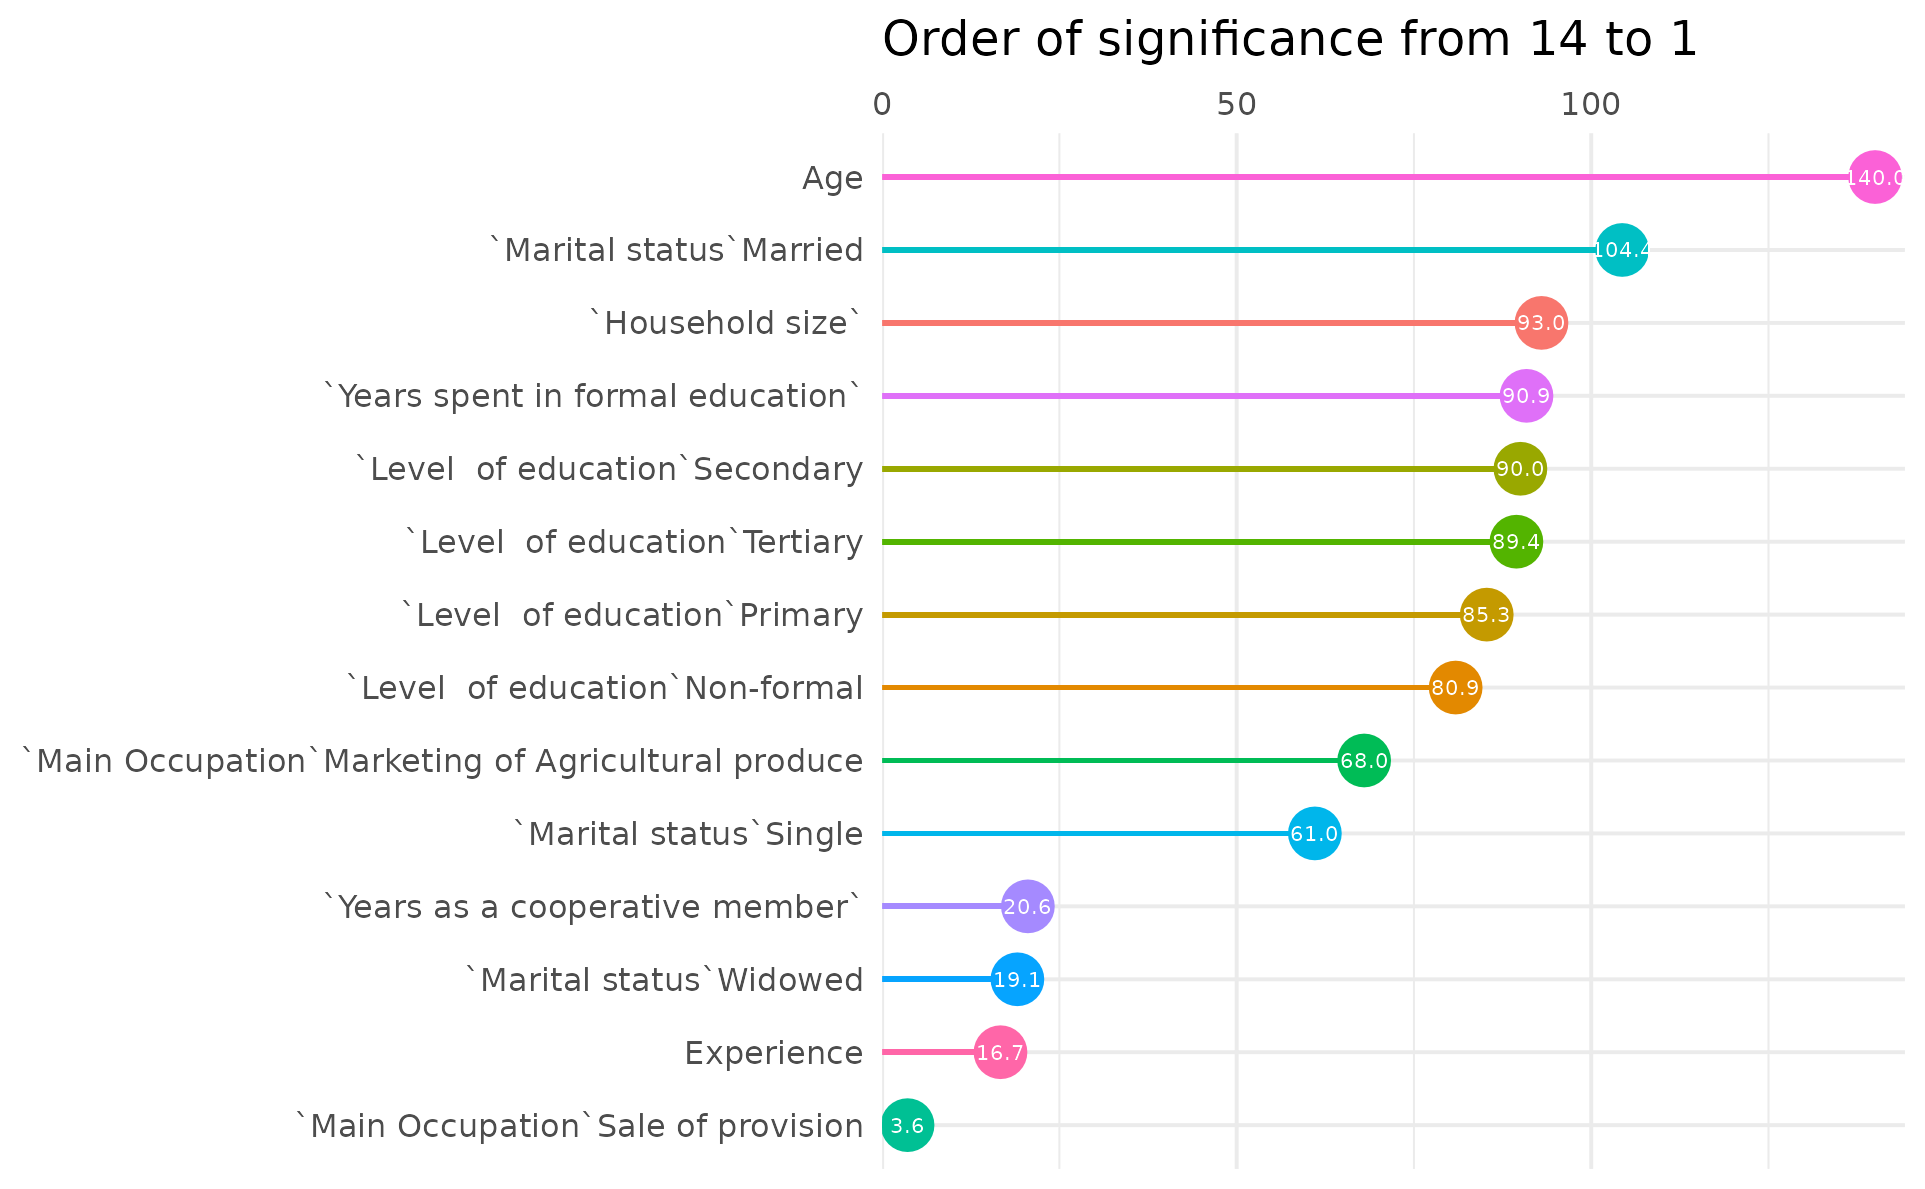 Order of significance from 14 to 1
0 50 100
Age 140.0
`Marital status`Married 104.4
`Household size` 93.0
`Years spent in formal education` 90.9
`Level  of education`Secondary 90.0
`Level  of education`Tertiary 89.4
`Level  of education`Primary 85.3
`Level  of education`Non-formal 80.9
`Main Occupation`Marketing of Agricultural produce 68.0
`Marital status`Single 61.0
`Years as a cooperative member` 20.6
`Marital status`Widowed 19.1
Experience 16.7
`Main Occupation`Sale of provision 3.6